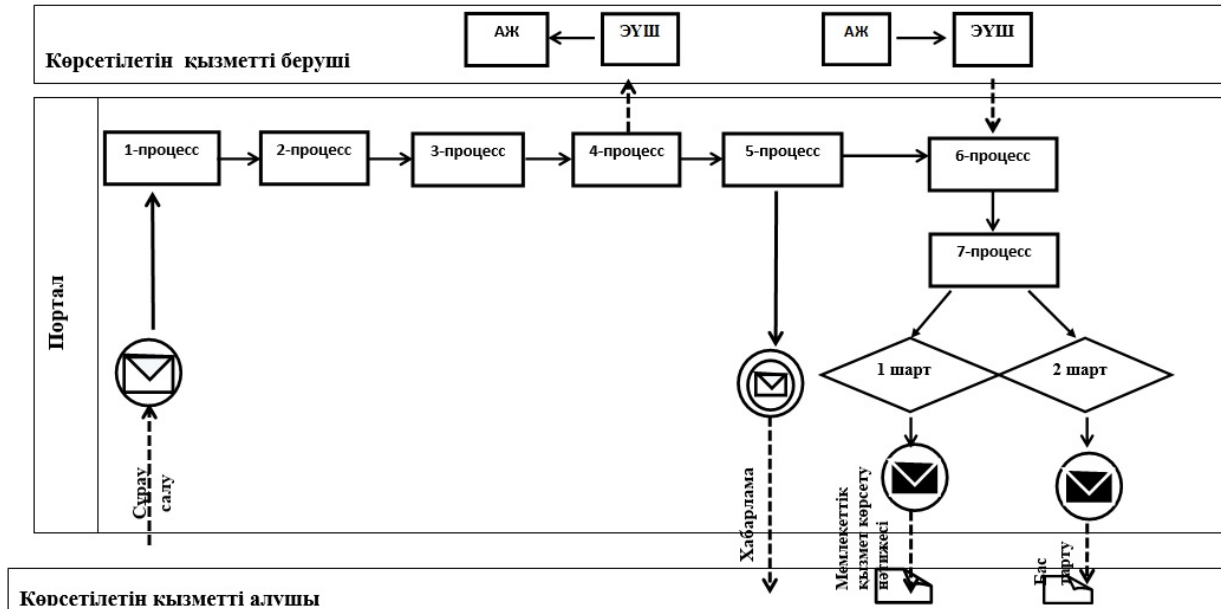 АЖ
ЭҮШ
АЖ
ЭҮШ
Көрсетілетін қызметті беруші
Портал
1-процесс
2-процесс
3-процесс
4-процесс
5-процесс
6-процесс
7-процесс
1 шарт
2 шарт
Сұрау
салу
Хабарлама
Мемлекеттік
қызмет көрсету
нәтижесі
Бас
тарту
Көрсетілетін қызметті алушы